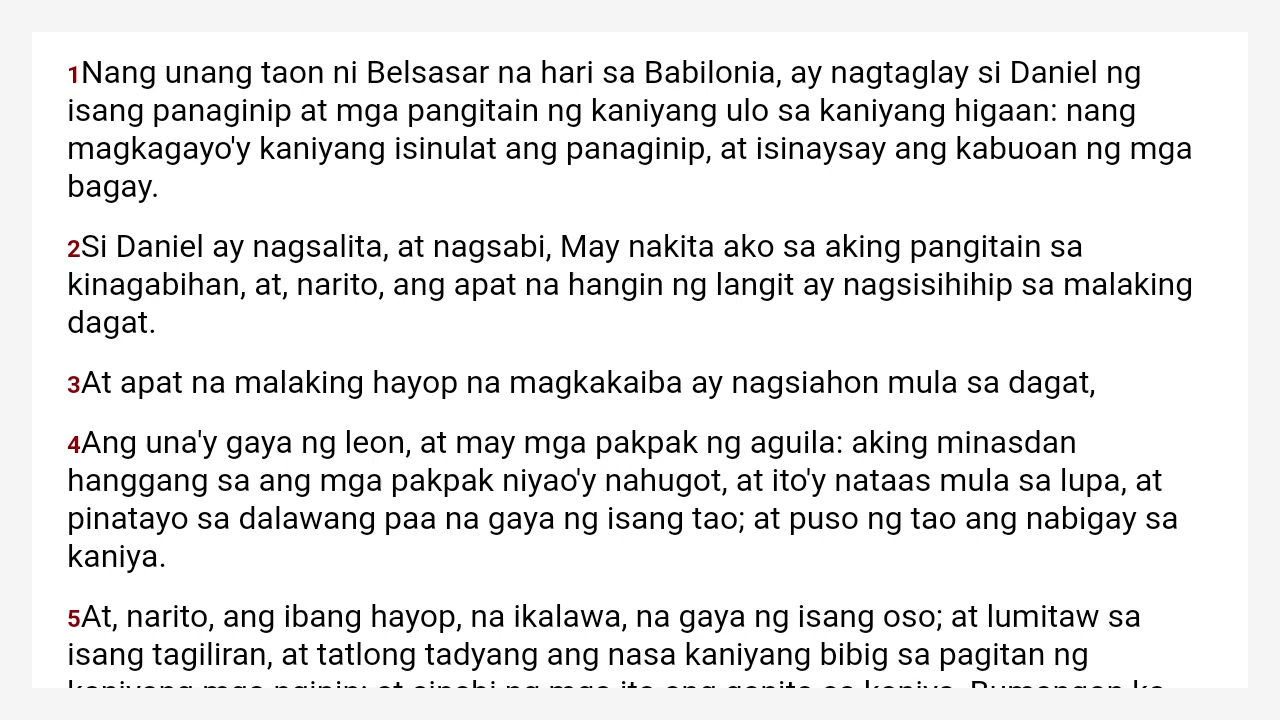 1Nang unang taon ni Belsasar na hari sa Babilonia, ay nagtaglay si Daniel ng
isang panaginip at mga pangitain ng kaniyang ulo sa kaniyang higaan: nang
magkagayo'y kaniyang isinulat ang panaginip, at isinaysay ang kabuoan ng mga
bagay.
2Si Daniel ay nagsalita, at nagsabi, May nakita ako sa aking pangitain sa
kinagabihan, at, narito, ang apat na hangin ng langit ay nagsisihihip sa malaking
dagat.
3At apat na malaking hayop na magkakaiba ay nagsiahon mula sa dagat,
4Ang una'y gaya ng leon, at may mga pakpak ng aguila: aking minasdan
hanggang sa ang mga pakpak niyao'y nahugot, at ito'y nataas mula sa lupa, at
pinatayo sa dalawang paa na gaya ng isang tao; at puso ng tao ang nabigay sa
kaniya.
5At, narito, ang ibang hayop, na ikalawa, na gaya ng isang oso; at lumitaw sa
isang tagiliran, at tatlong tadyang ang nasa kaniyang bibig sa pagitan ng